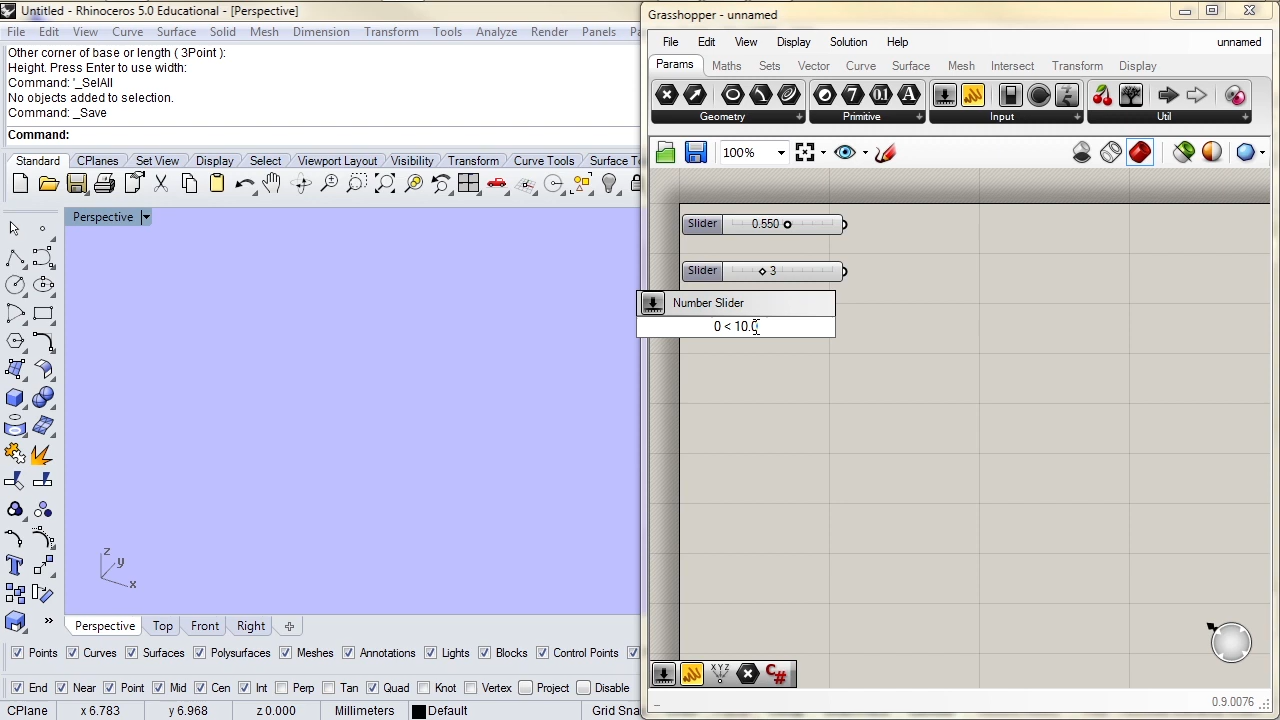 Untitled - Rhinoceros 5.0 Educational - [Perspective]
File Edit View Curve Surface Solid Mesh Dimension Transform Tools Analyze Render Panels
Other corner of base or length ( 3Point ):
Height. Press Enter to use width:
Command: '_SelAll
No objects added to selection.
Command: _Save
Command:
Standard CPlanes Set View Display Select Viewport Layout Visibility Transform Curve Tools Surface
Perspective
z
y
x
Perspective Top Front Right
Points Curves Surfaces Polysurfaces Meshes Annotations Lights Blocks Control Points
End Near Point Mid Cen Int Perp Tan Quad Knot Vertex Project Disable
CPlane x 6.783 y 6.968 z 0.000 Millimeters Default Grid Sna
Grasshopper - unnamed
File Edit View Display Solution Help unnamed
Params Maths Sets Vector Curve Surface Mesh Intersect Transform Display
7 0.1 A
Geometry Primitive Input Util
100%
Slider 0.550
Slider 3
Number Slider
0 < 10.0
X Y Z
C#
0.9.0076